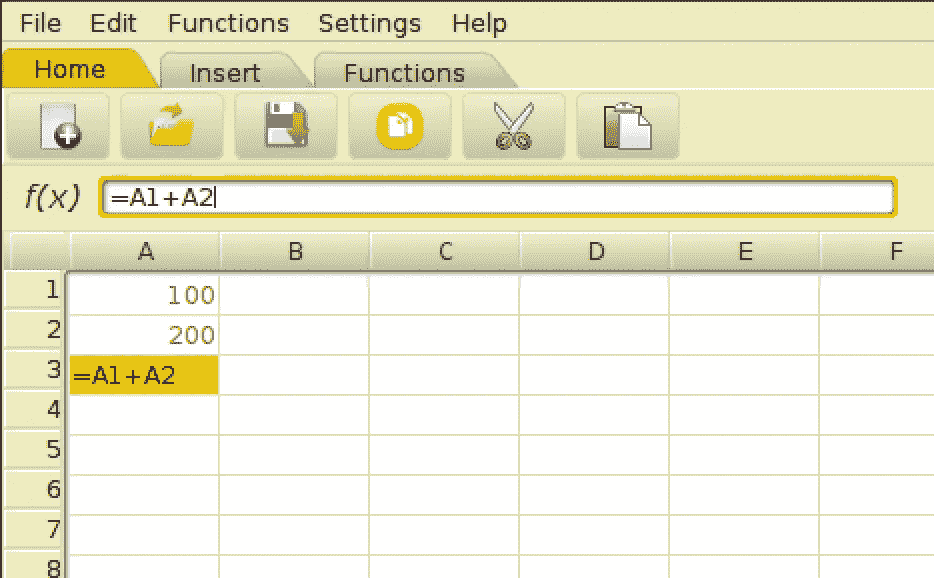 File Edit Functions Settings Help
Home Insert Functions
f(x) =A1+A2
A B C D E F
1 100
2 200
3 =A1+A2
4
5
6
7
8